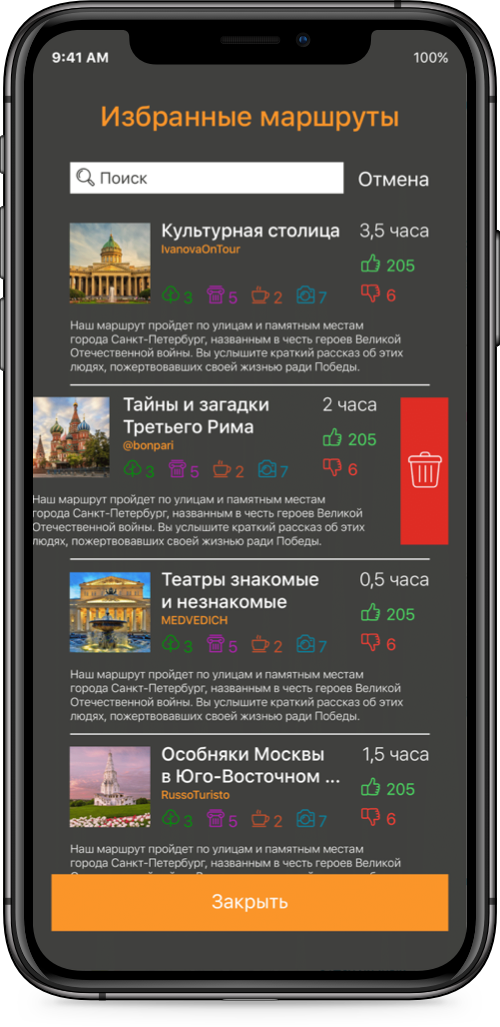 9:41 AM
100%
Избранные маршруты
Поиск
Отмена
Культурная столица
3,5 часа
IvanovaOnTour
205
3
5
2
7
6
Наш маршрут пройдет по улицам и памятным местам
города Санкт-Петербург, названным в честь героев Великой
Отечественной войны. Вы услышите краткий рассказ об этих
людях, пожертвовавших своей жизнью ради Победы.
Тайны и загадки
2 часа
Третьего Рима
205
@bonpari
3
5
2
7
6
Наш маршрут пройдет по улицам и памятным местам
города Санкт-Петербург, названным в честь героев Великой
Отечественной войны. Вы услышите краткий рассказ об этих
людях, пожертвовавших своей жизнью ради Победы.
Театры знакомые
0,5 часа
и незнакомые
205
MEDVEDICH
3
5
2
7
6
Наш маршрут пройдет по улицам и памятным местам
города Санкт-Петербург, названным в честь героев Великой
Отечественной войны. Вы услышите краткий рассказ об этих
людях, пожертвовавших своей жизнью ради Победы.
Особняки Москвы
1,5 часа
в Юго-Восточном ...
205
RussoTuristo
3
5
2
7
6
Наш маршрут пройдет по улицам и памятным местам
города Санкт-Петербург, названным в честь героев Великой
Закрыть